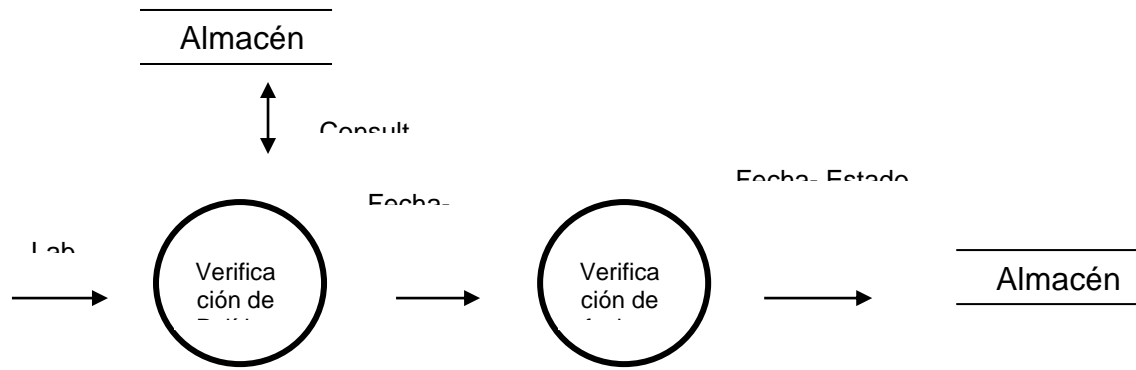 Almacén
Consult
Fecha- Estado
Fecha-
Lab
Verifica
ción de
Verifica
ción de
Almacén